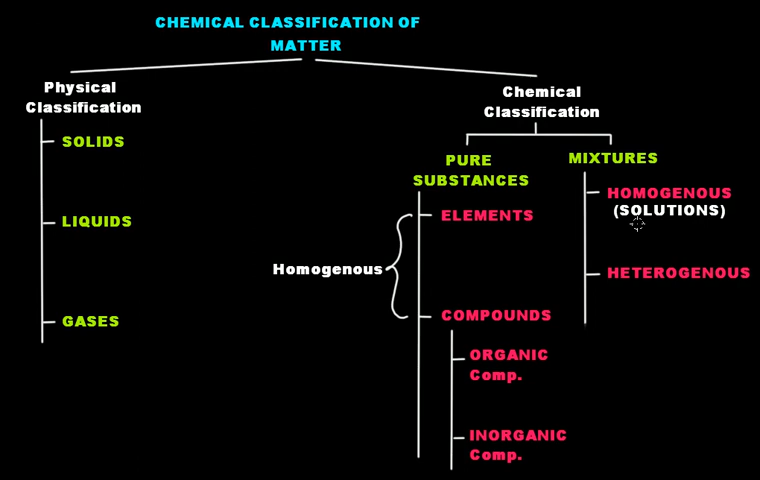 CHEMICAL CLASSIFICATION OF
MATTER
Physical
Classification
SOLIDS
LIQUIDS
GASES
Chemical
Classification
PURE
SUBSTANCES
ELEMENTS
Homogenous
COMPOUNDS
ORGANIC
Comp.
INORGANIC
Comp.
MIXTURES
HOMOGENOUS
(SOLUTIONS)
HETEROGENOUS